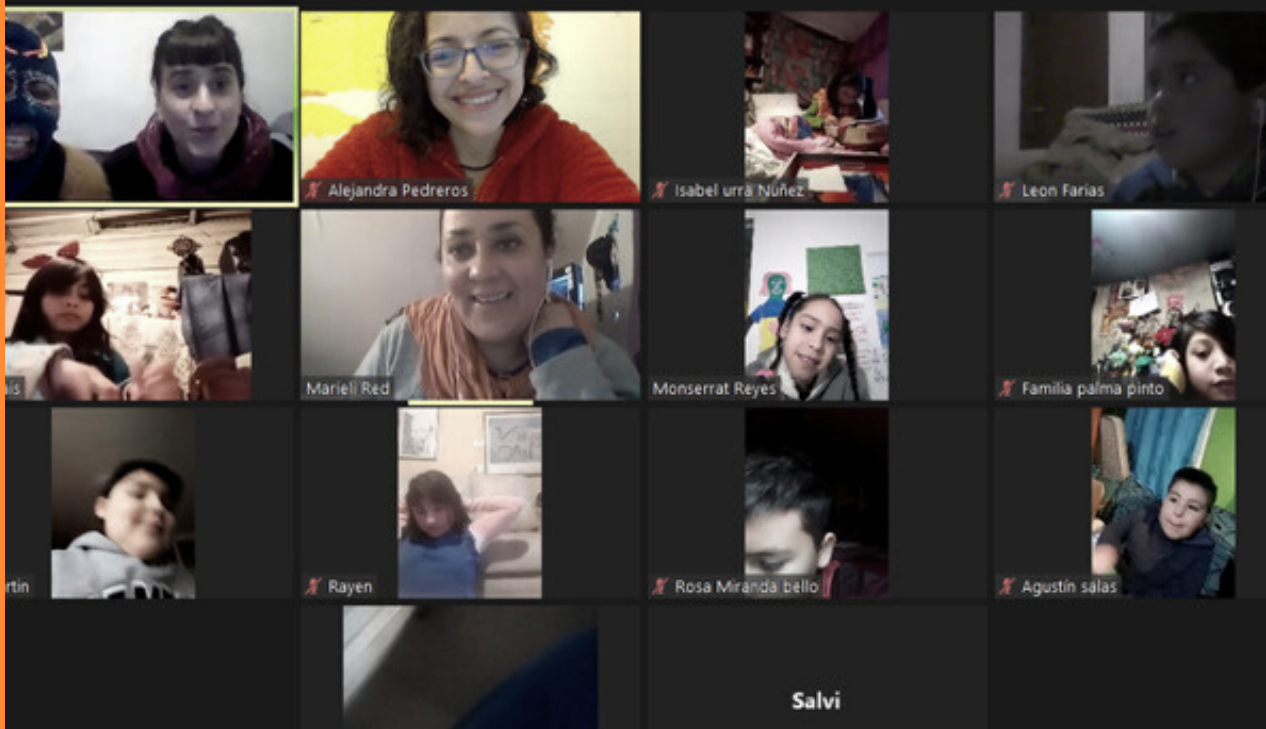 Alejandra Pedreros
Isabel urra Nuñez
Leon Farias
Marieli Red
Monserrat Reyes
Familia palma pinto
Rayen
Rosa Miranda bello
Agustín salas
Salvi